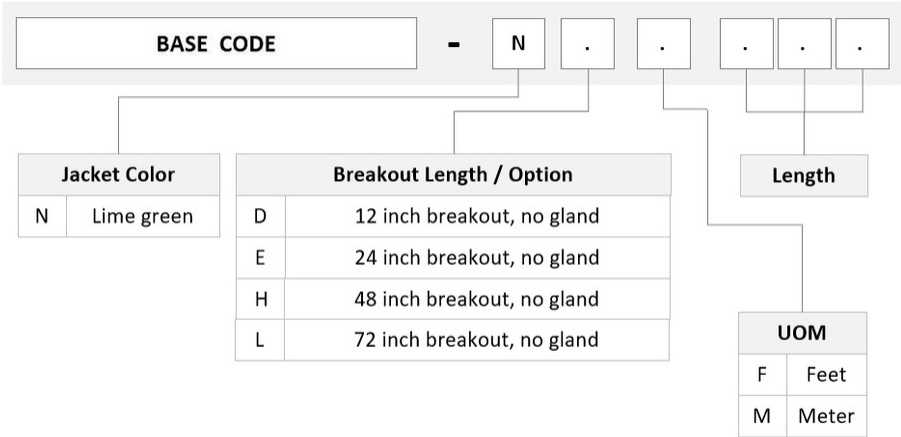 BASE CODE - N . . . . .
Jacket Color
N Lime green
Breakout Length / Option
D 12 inch breakout, no gland
E 24 inch breakout, no gland
H 48 inch breakout, no gland
L 72 inch breakout, no gland
Length
UOM
F Feet
M Meter